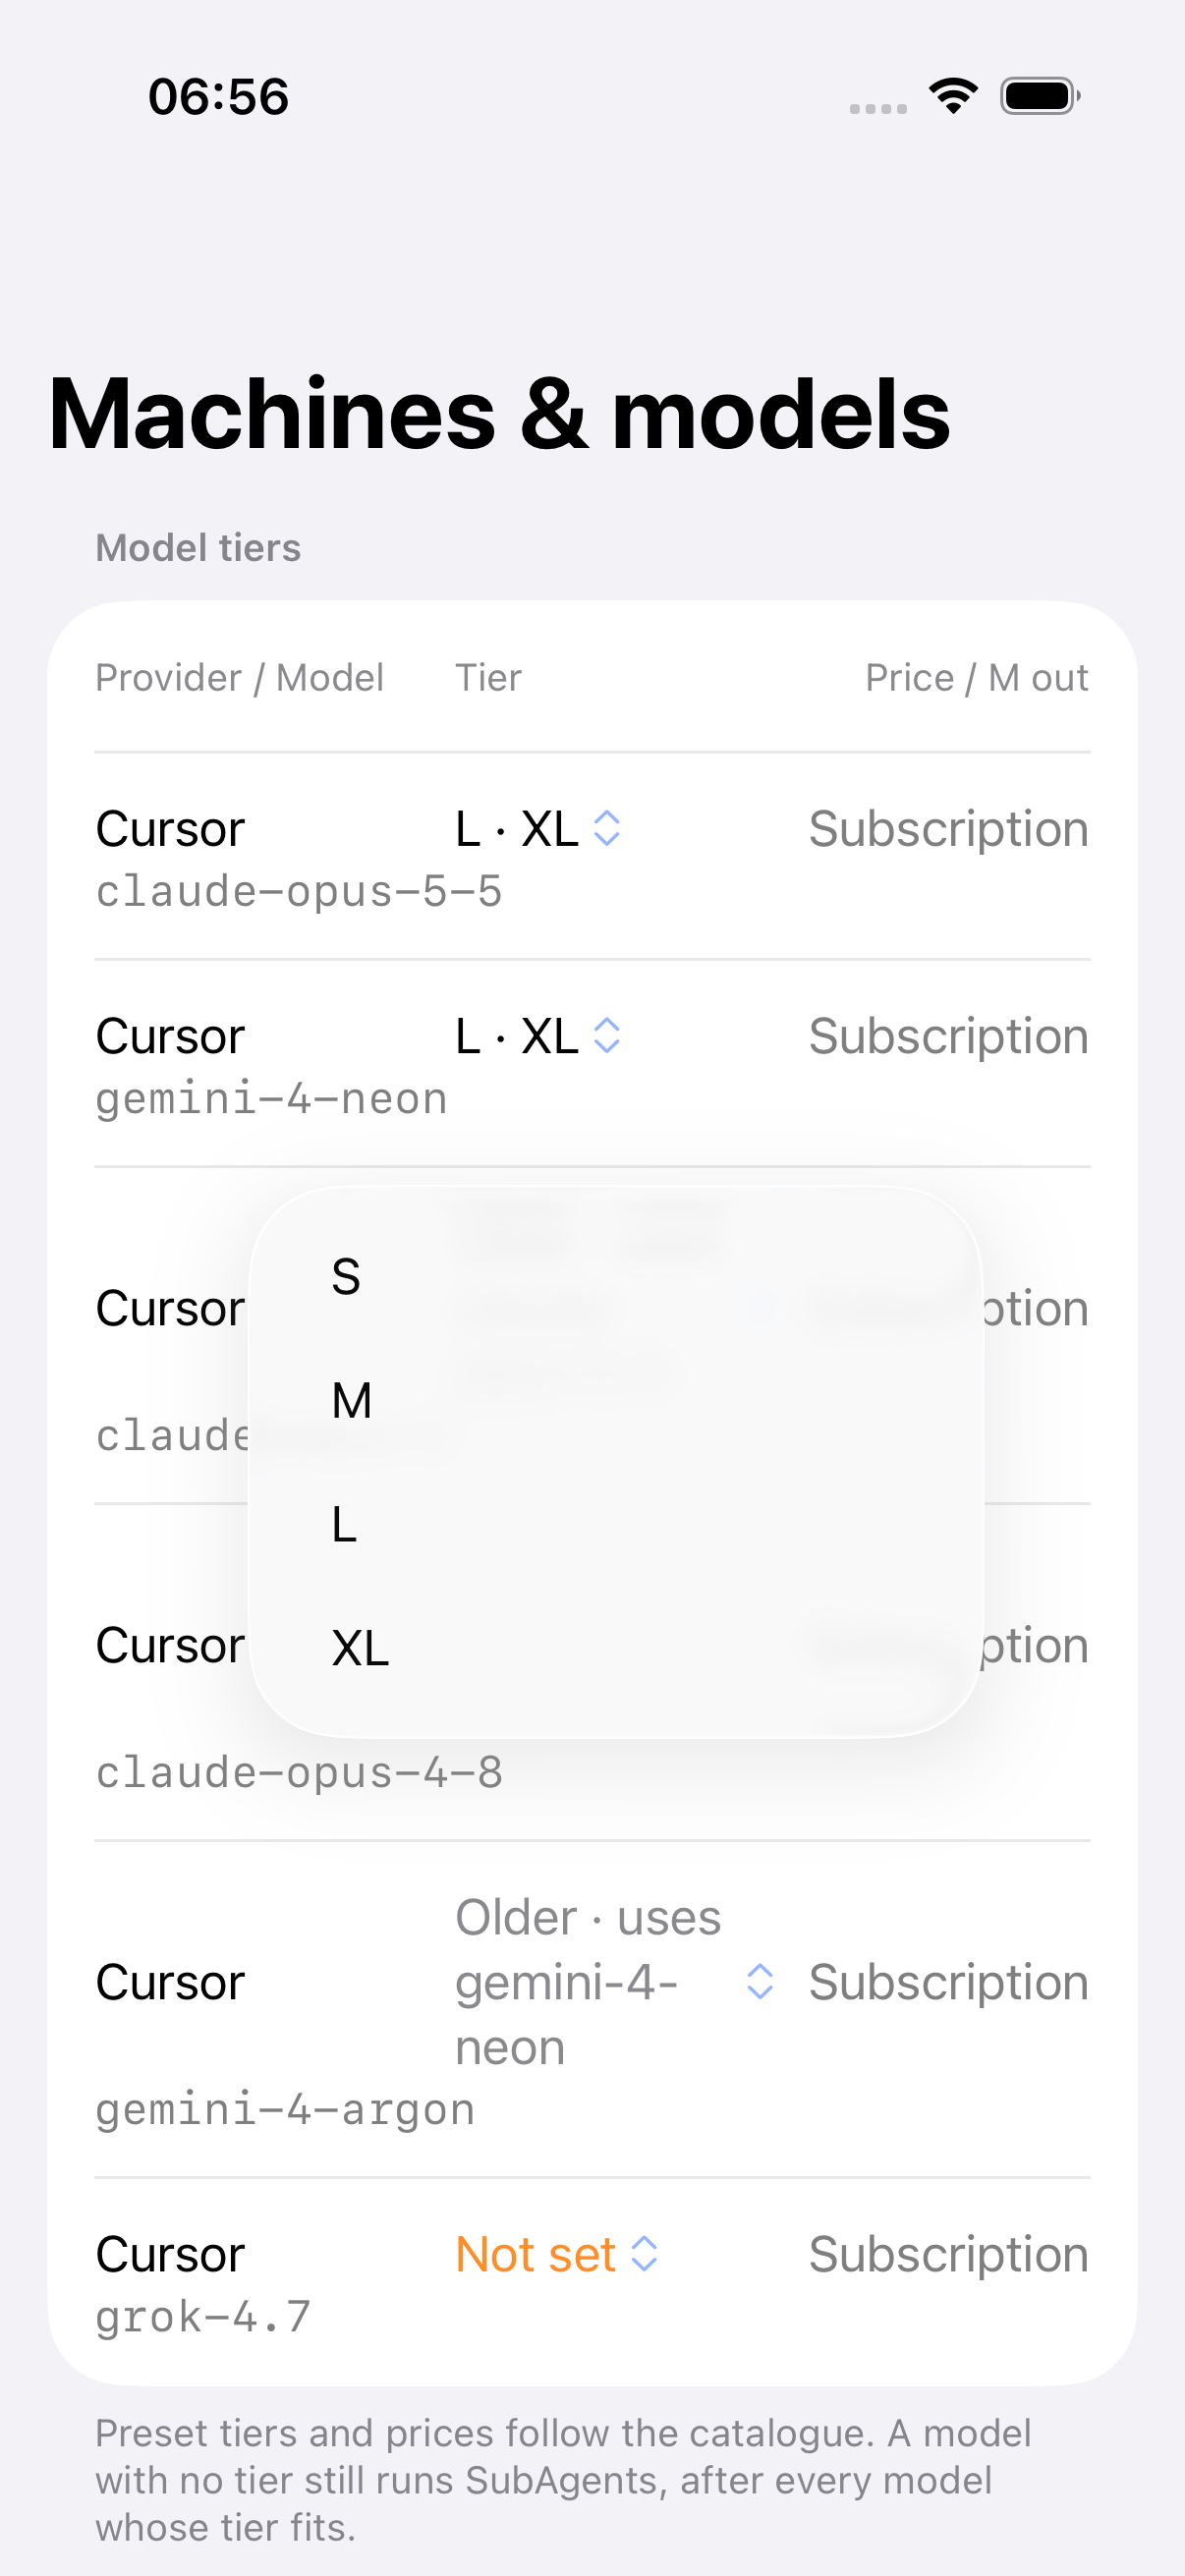 06:56
Machines & models
Model tiers
Provider / Model Tier Price / M out
Cursor L · XL Subscription
claude-opus-5-5
Cursor L · XL Subscription
gemini-4-neon
S
Cursor
M
L
Cursor
XL
claude-opus-4-8
Older · uses
Cursor gemini-4- Subscription
neon
gemini-4-argon
Cursor Not set Subscription
grok-4.7
Preset tiers and prices follow the catalogue. A model
with no tier still runs SubAgents, after every model
whose tier fits.